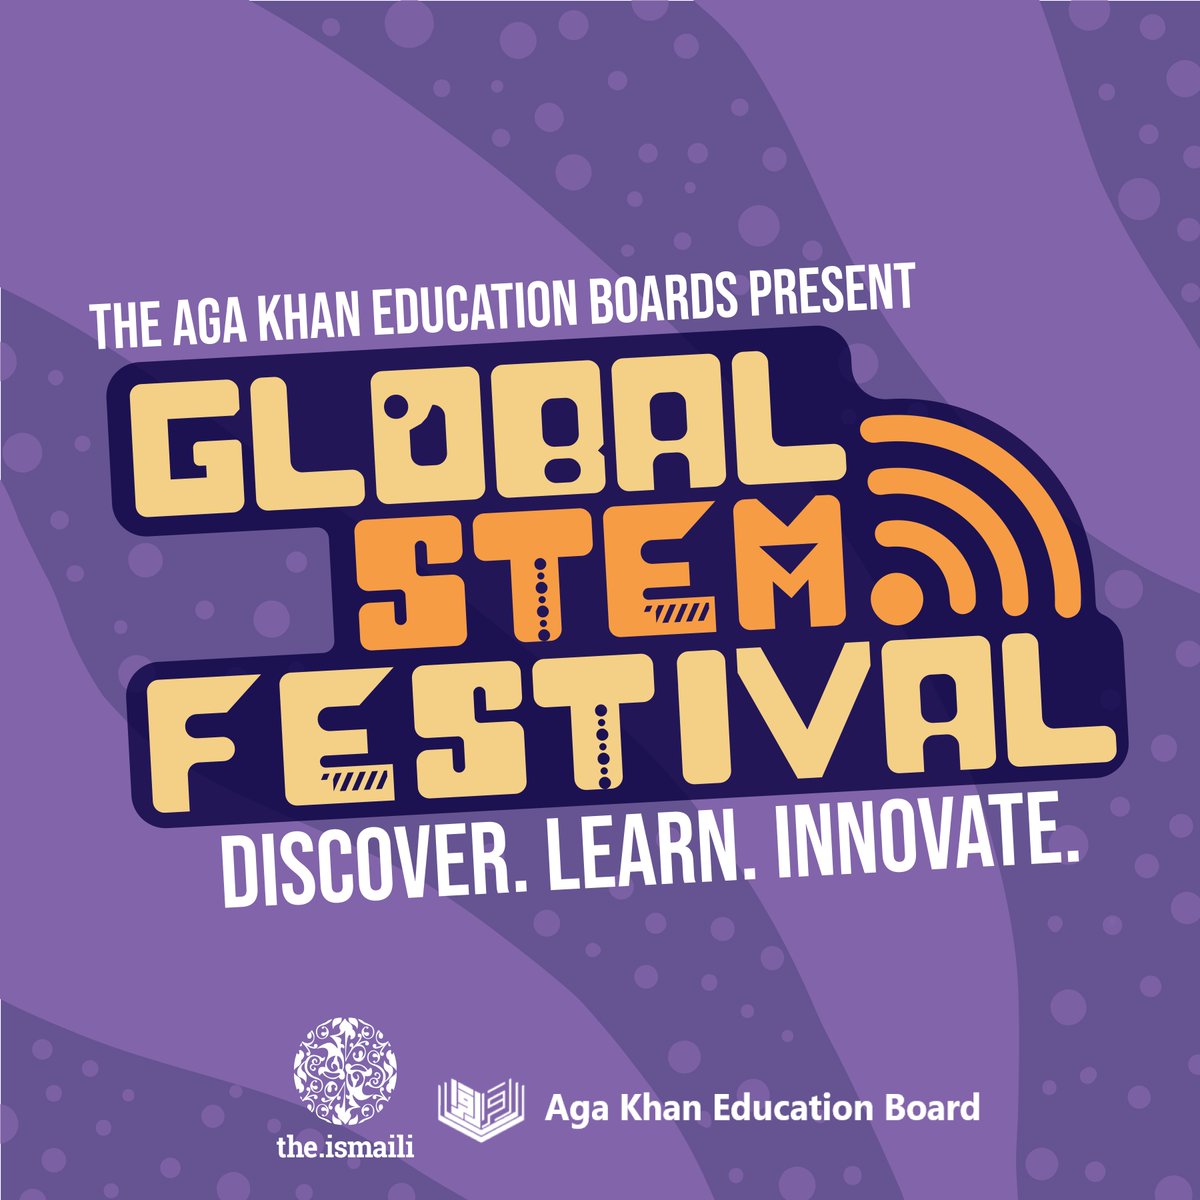 THE AGA KHAN EDUCATION BOARDS PRESENT
GLOBAL
STEM
FESTIVAL
DISCOVER. LEARN. INNOVATE.
the.ismaili
Aga Khan Education Board